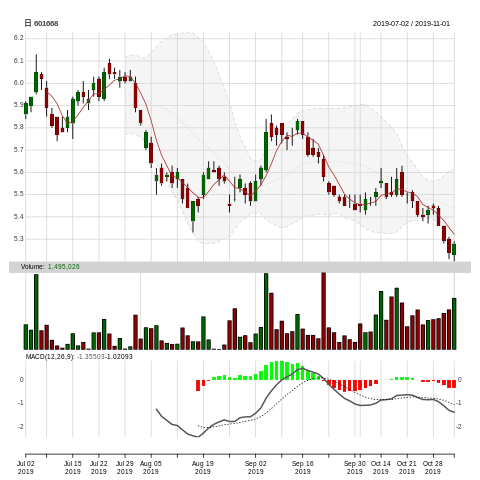 日 601668
2019-07-02 / 2019-11-01
6.2
6.1
6.0
5.9
5.8
5.7
5.6
5.5
5.4
5.3
Volume: 1,495,026
MACD(12,26,9): -1.35503-1.02093
0 0
-1 -1
-2 -2
Jul 02 Jul 15 Jul 22 Jul 29 Aug 05 Aug 19 Sep 02 Sep 16 Sep 30 Oct 14 Oct 21 Oct 28
2019 2019 2019 2019 2019 2019 2019 2019 2019 2019 2019 2019